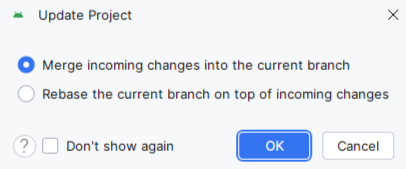 Update Project
Merge incoming changes into the current branch
Rebase the current branch on top of incoming changes
? Don't show again OK Cancel